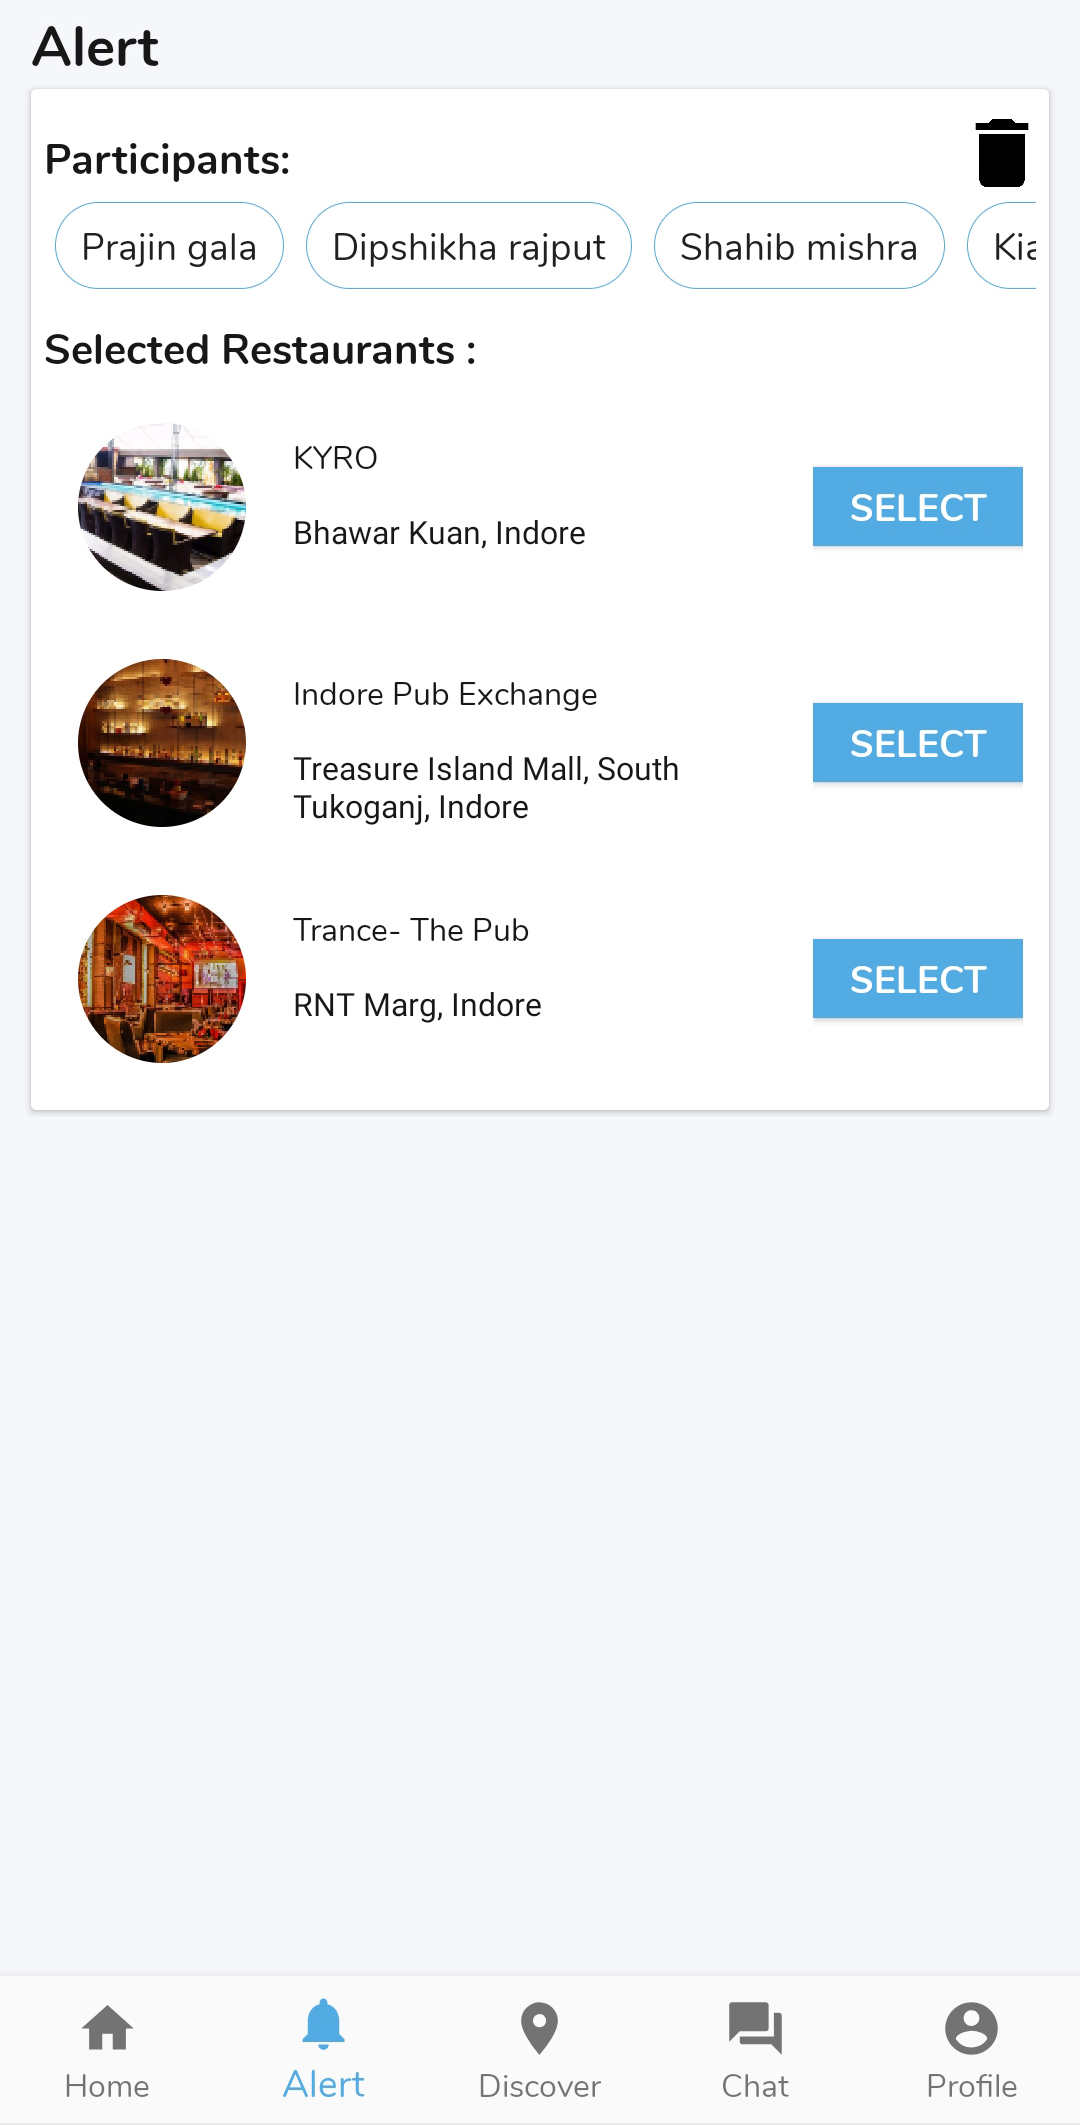 Alert
Participants:
Prajin gala
Dipshikha rajput
Shahib mishra
Kia
Selected Restaurants :
KYRO
Bhawar Kuan, Indore
SELECT
Indore Pub Exchange
Treasure Island Mall, South
Tukoganj, Indore
SELECT
Trance- The Pub
RNT Marg, Indore
SELECT
Home
Alert
Discover
Chat
Profile